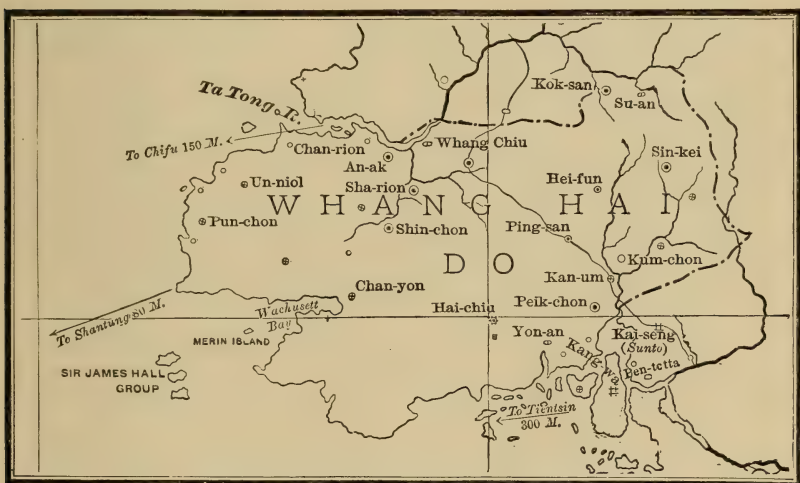 Kok-san
Su-an
Ta Tong R.
To Chifu 150 M.
Chan-rion
Whang Chiu
An-ak
Sin-kei
Un-niol
Sha-rion
Hei-fun
WHANG HAI
Pun-chon
Shin-chon
Ping-san
DO
Kum-chon
Chan-yon
Kan-um
To Shantung 80 M.
Wachusett
Bay
Hai-chiu
Peik-chon
MERIN ISLAND
Yon-an
Kai-seng
(Sunto)
SIR JAMES HALL
GROUP
To Tientsin
300 M.